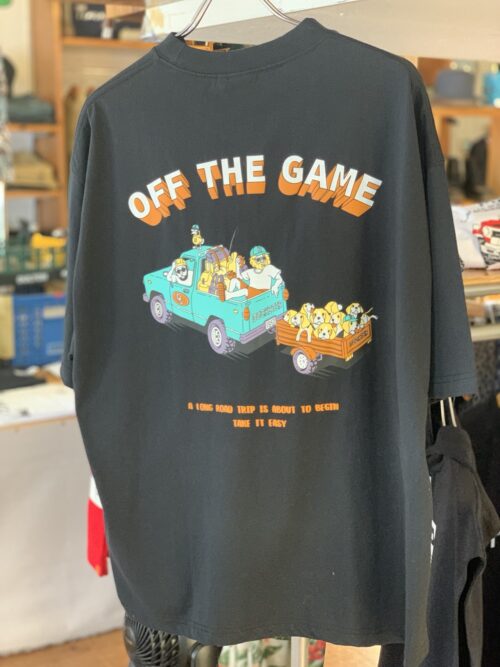 OFF THE GAME
A LONG ROAD TRIP IS ABOUT TO BEGIN
TAKE IT EASY